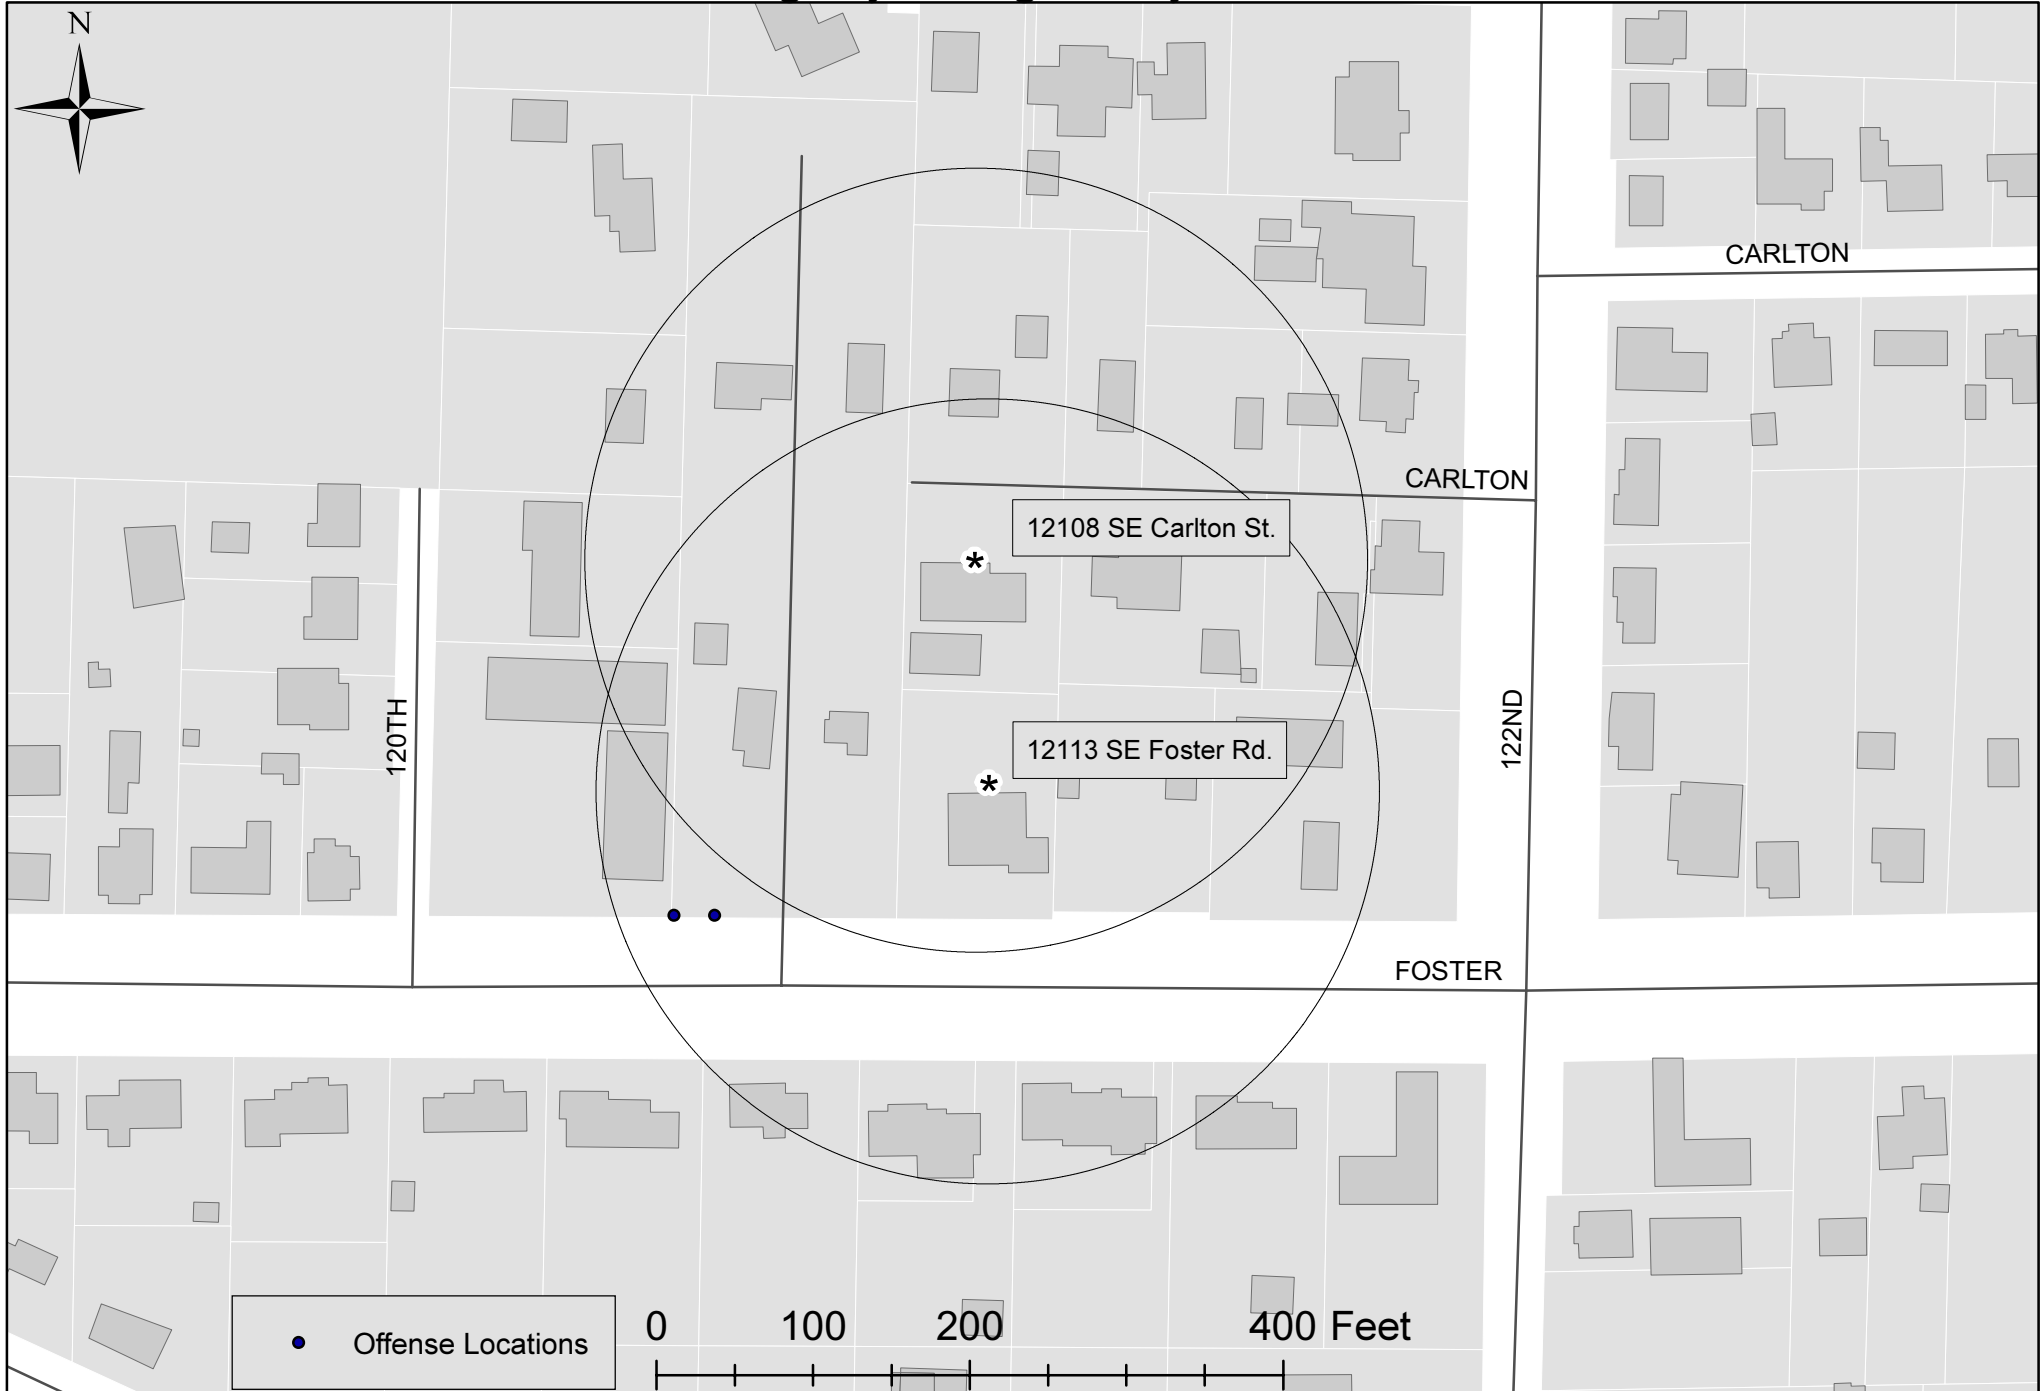 N
CARLTON
CARLTON
12108 SE Carlton St.
*
120TH
122ND
12113 SE Foster Rd.
*
FOSTER
0 100 200 400 Feet
Offense Locations